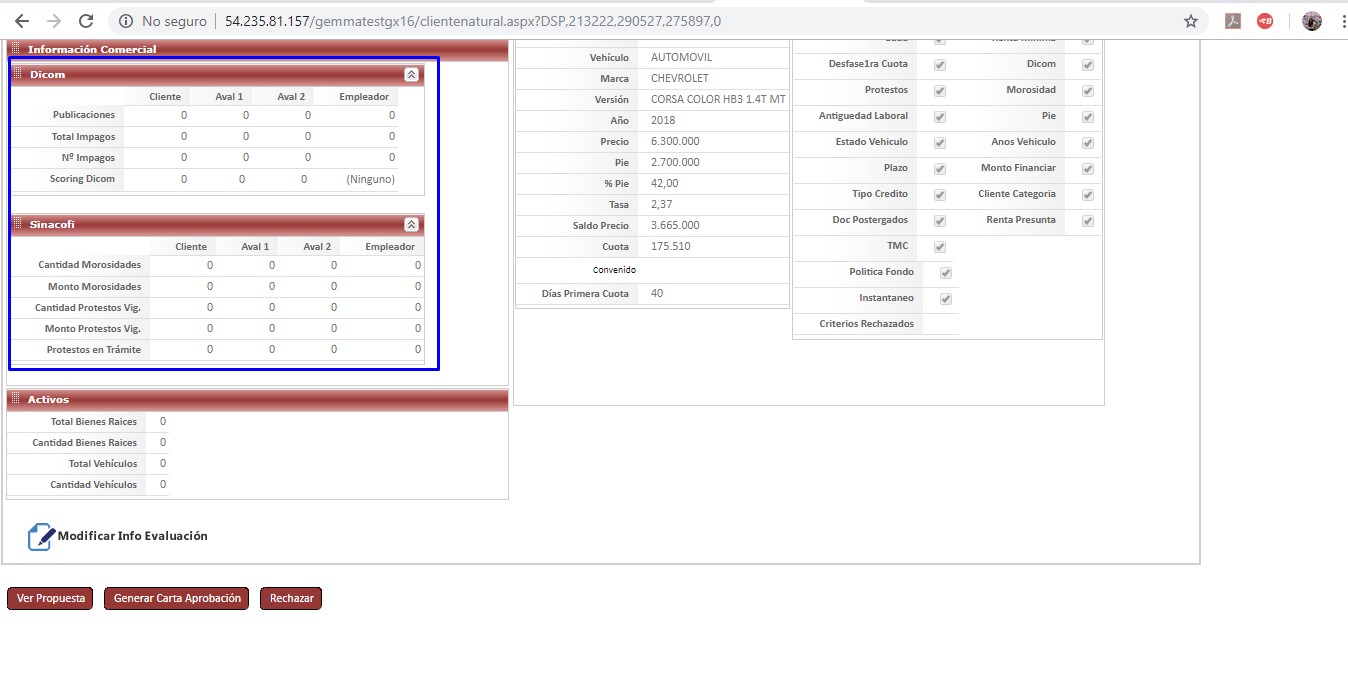 No seguro
54.235.81.157/gemmatestgx16/clientenatural.aspx?DSP,213222,290527,275897,0
Información Comercial
Dicom
Cliente Aval 1 Aval 2 Empleador
Publicaciones 0 0 0 0
Total Impagos 0 0 0 0
Nº Impagos 0 0 0 0
Scoring Dicom 0 0 0 (Ninguno)
Sinacofi
Cliente Aval 1 Aval 2 Empleador
Cantidad Morosidades 0 0 0 0
Monto Morosidades 0 0 0 0
Cantidad Protestos Vig. 0 0 0 0
Monto Protestos Vig. 0 0 0 0
Protestos en Trámite 0 0 0 0
Activos
Total Bienes Raices 0
Cantidad Bienes Raices 0
Total Vehículos 0
Cantidad Vehículos 0
Modificar Info Evaluación
Ver Propuesta
Generar Carta Aprobación
Rechazar
Vehículo AUTOMOVIL
Marca CHEVROLET
Versión CORSA COLOR HB3 1.4T MT
Año 2018
Precio 6.300.000
Pie 2.700.000
% Pie 42,00
Tasa 2,37
Saldo Precio 3.665.000
Cuota 175.510
Convenido
Días Primera Cuota 40
Desfase1ra Cuota Dicom
Protestos Morosidad
Antiguedad Laboral Pie
Estado Vehiculo Anos Vehiculo
Plazo Monto Financiar
Tipo Credito Cliente Categoria
Doc Postergados Renta Presunta
TMC
Politica Fondo
Instantaneo
Criterios Rechazados